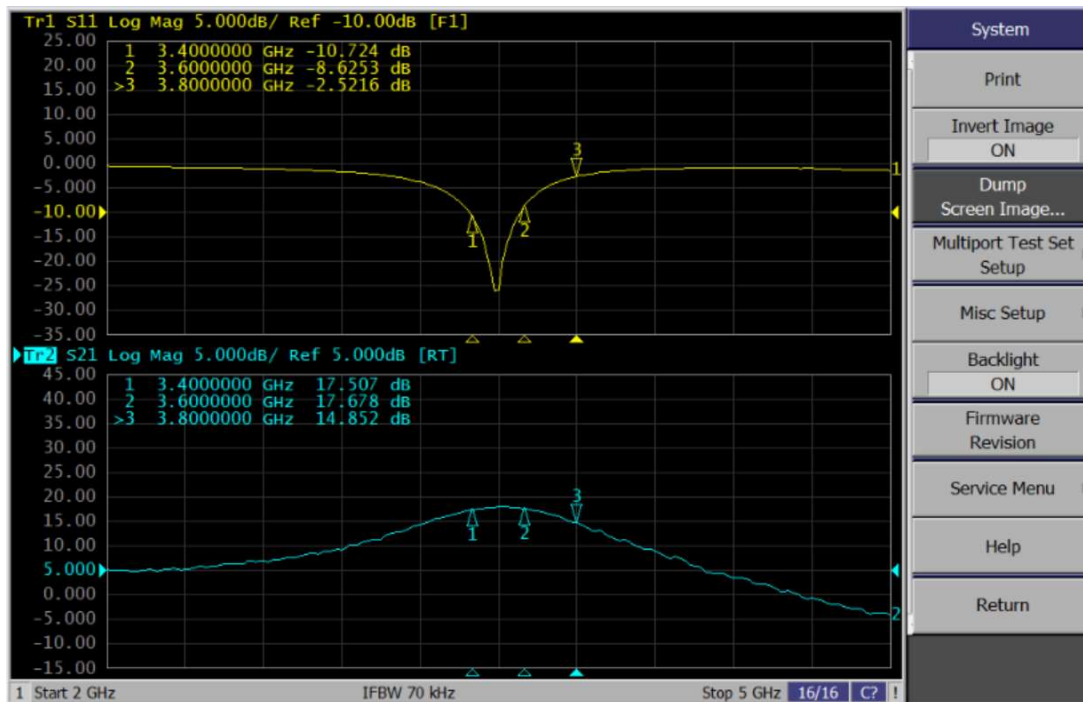 Tr1 S11 Log Mag 5.000dB/ Ref -10.00dB [F1]
25.00
20.00
15.00
10.00
5.000
0.000
-5.000
-10.00
-15.00
-20.00
-25.00
-30.00
-35.00
1 3.4000000 GHz -10.724 dB
2 3.6000000 GHz -8.6253 dB
>3 3.8000000 GHz -2.5216 dB
3
1
1
2
Tr2 S21 Log Mag 5.000dB/ Ref 5.000dB [RT]
45.00
40.00
35.00
30.00
25.00
20.00
15.00
10.00
5.000
0.000
-5.000
-10.00
-15.00
1 3.4000000 GHz 17.507 dB
2 3.6000000 GHz 17.678 dB
>3 3.8000000 GHz 14.852 dB
3
1
2
2
1 Start 2 GHz IFBW 70 kHz Stop 5 GHz 16/16 C? !
System
Print
Invert Image
ON
Dump
Screen Image...
Multiport Test Set
Setup
Misc Setup
Backlight
ON
Firmware
Revision
Service Menu
Help
Return